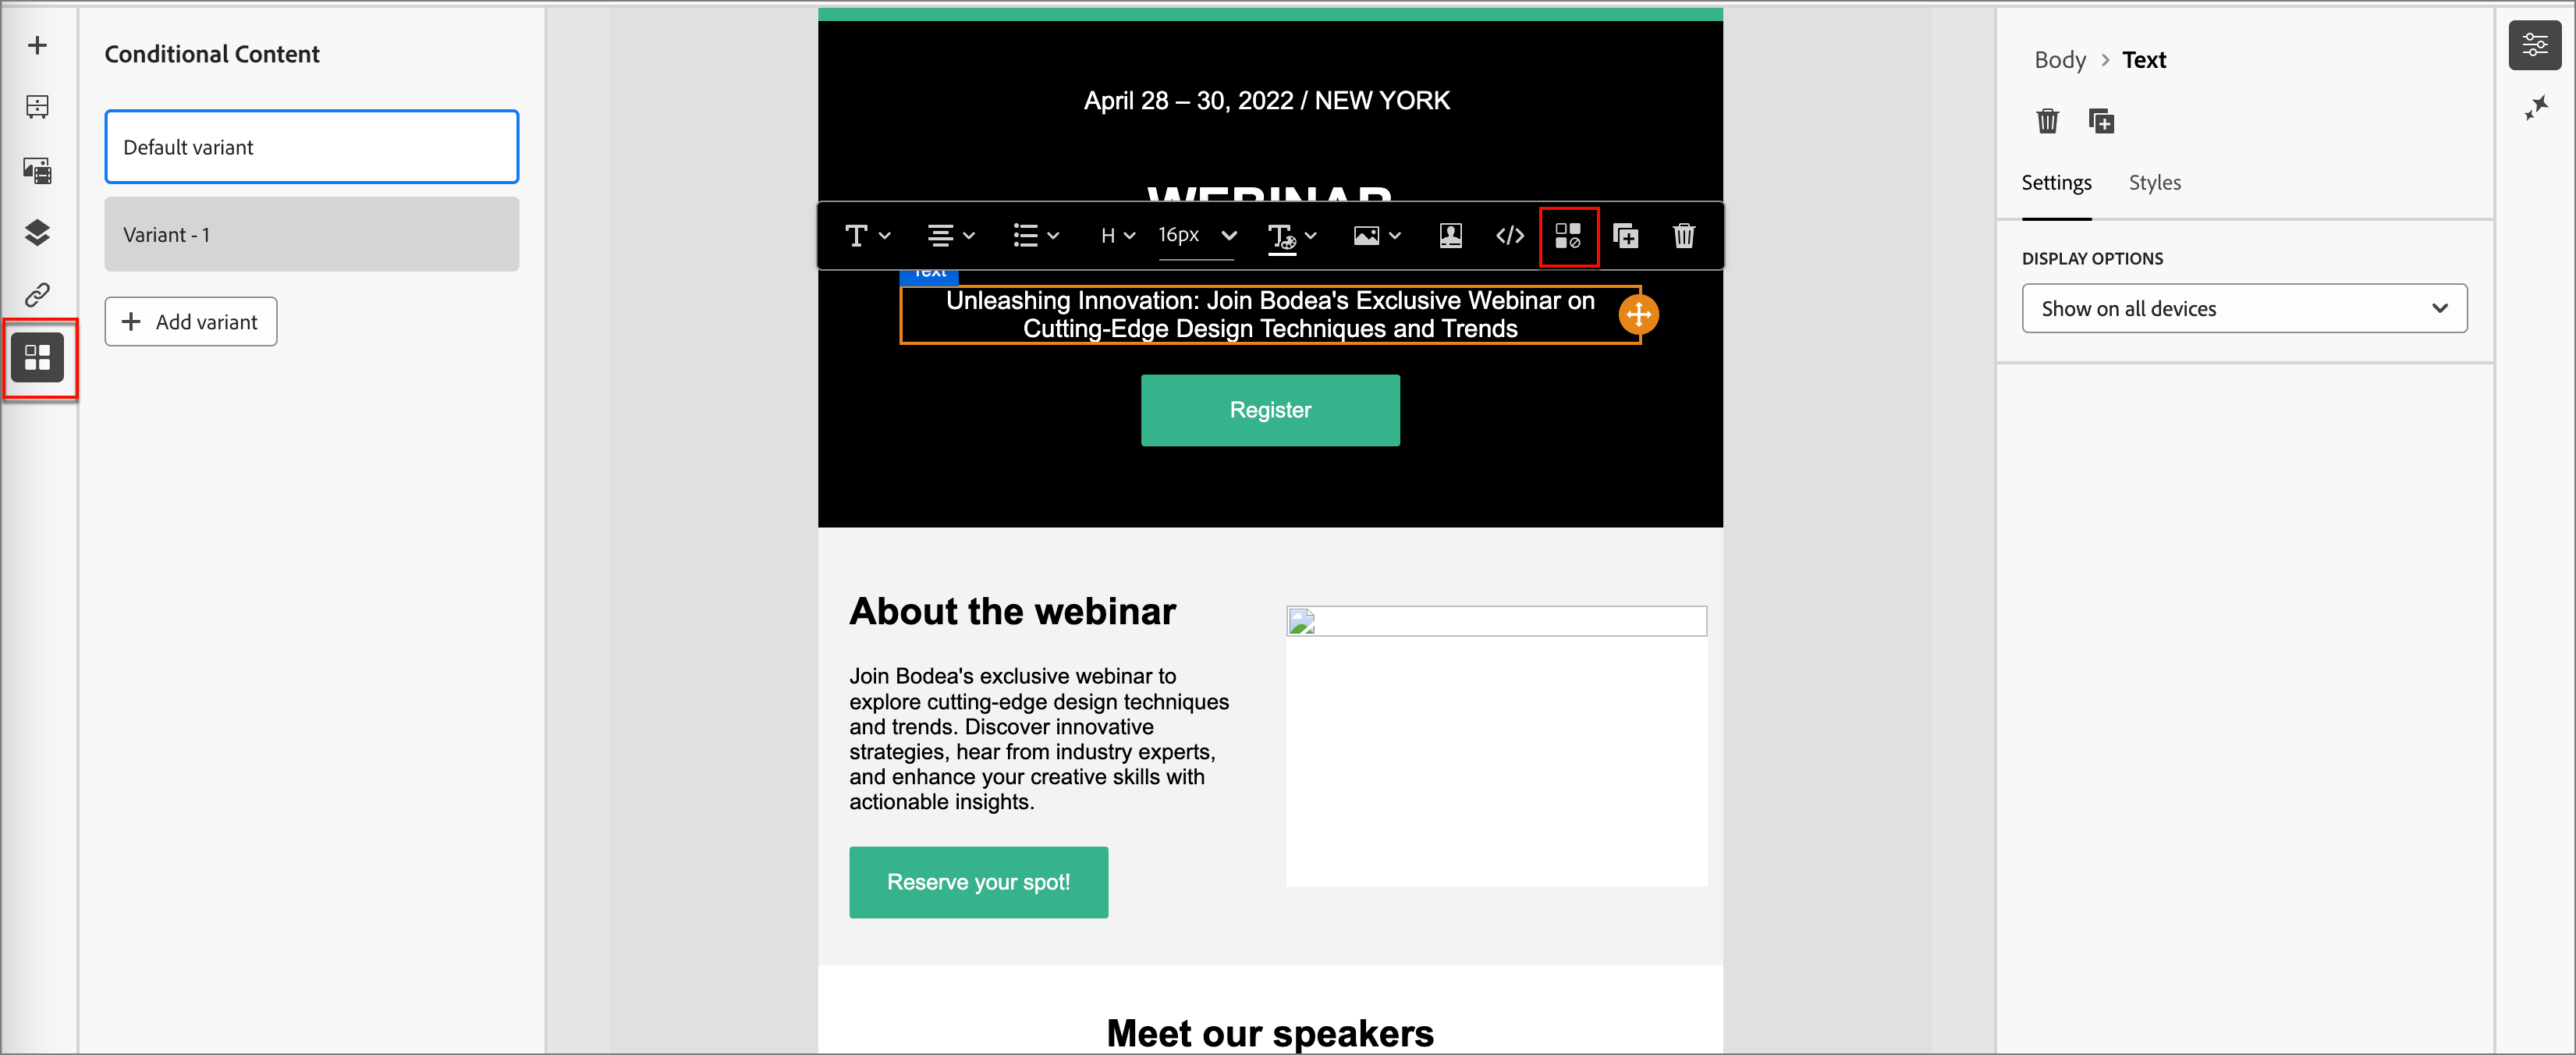 Conditional Content
Default variant
Variant - 1
Add variant
April 28 – 30, 2022 / NEW YORK
WEBINAR
H
16px
Text
Unleashing Innovation: Join Bodea's Exclusive Webinar on
Cutting-Edge Design Techniques and Trends
Register
About the webinar
Join Bodea's exclusive webinar to
explore cutting-edge design techniques
and trends. Discover innovative
strategies, hear from industry experts,
and enhance your creative skills with
actionable insights.
Reserve your spot!
Meet our speakers
Body > Text
Settings Styles
DISPLAY OPTIONS
Show on all devices